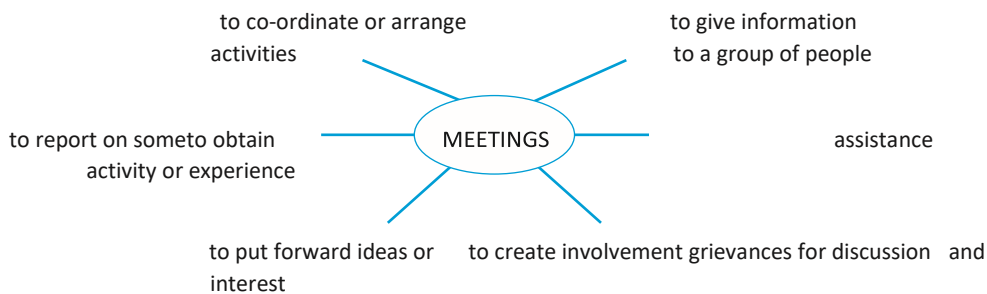 to co-ordinate or arrange
activities
to give information
to a group of people
MEETINGS
to report on someto obtain
assistance
activity or experience
to put forward ideas or
to create involvement grievances for discussion and
interest